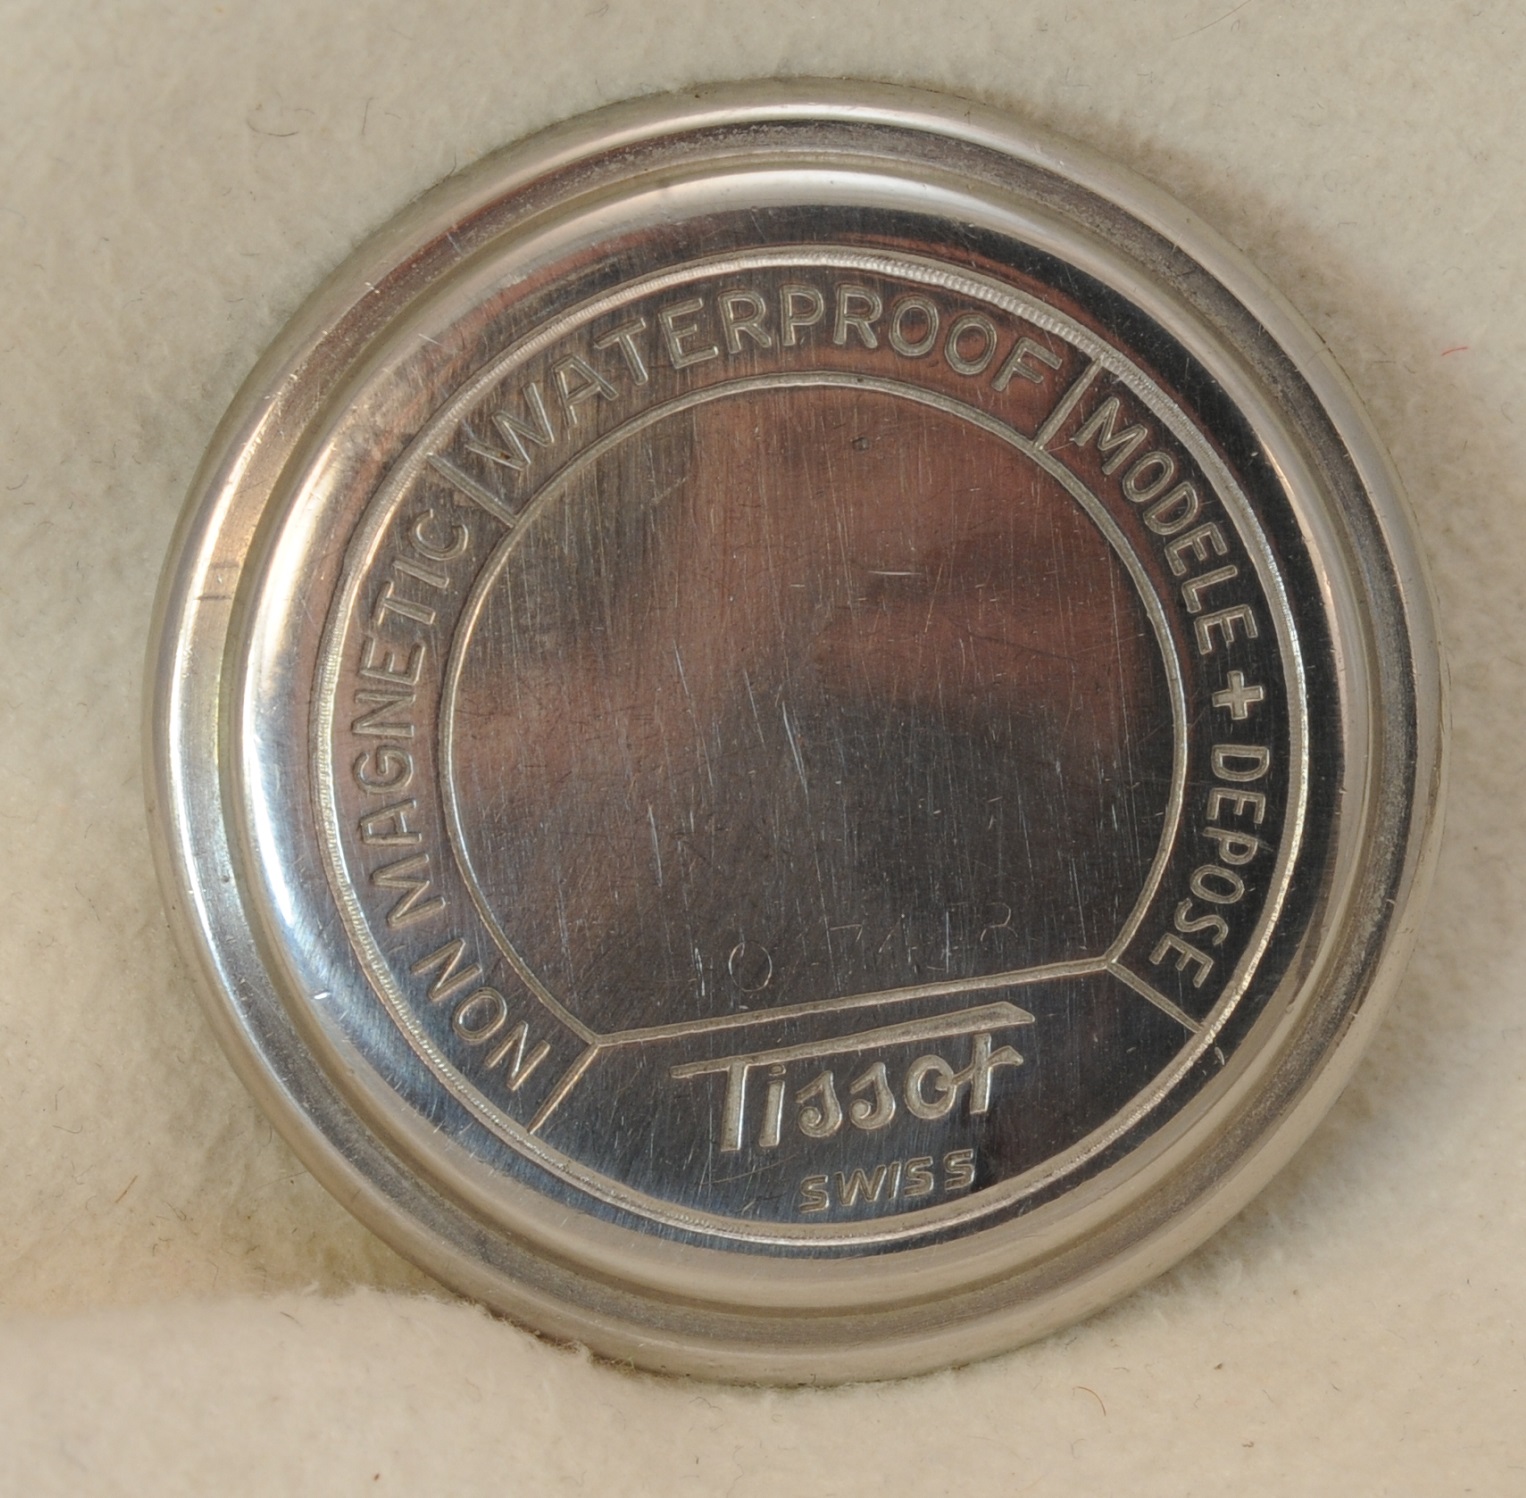 NON MAGNETIC
WATERPROOF
MODELE + DEPOSE
Tissot
SWISS